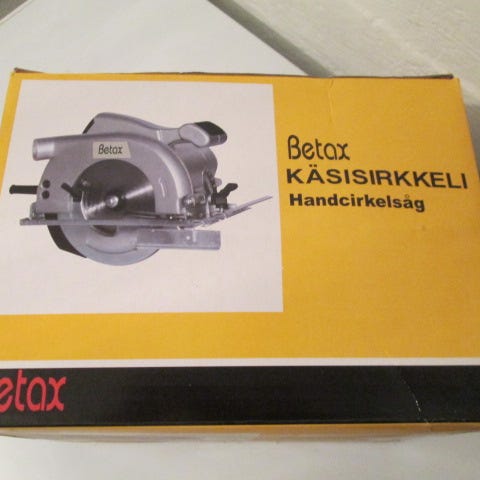 Betax
Betax
KÄSISIRKKELI
Handcirkelsåg
etax